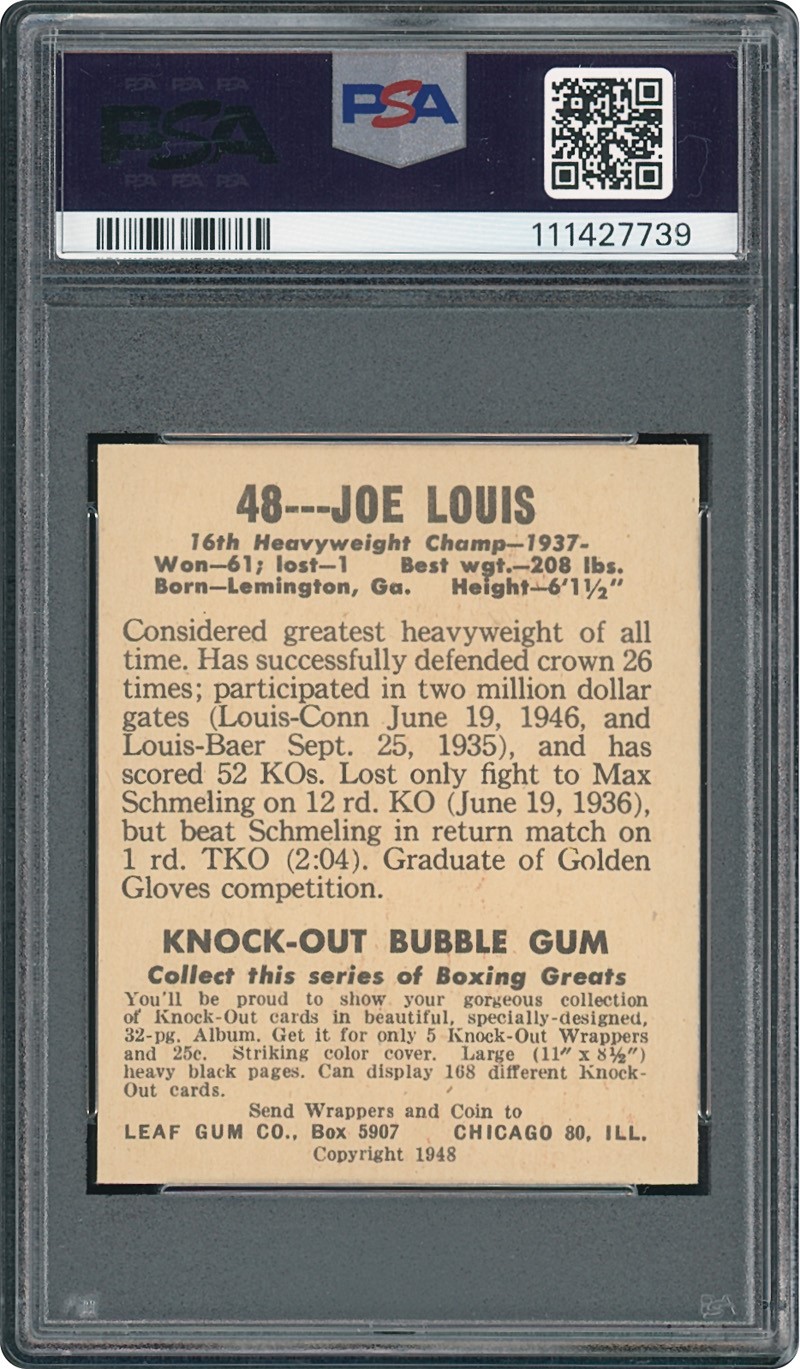 PSA PSA PSA
PSA
PSA PSA PSA
PSA
111427739
48---JOE LOUIS
16th Heavyweight Champ—1937-
Won—61; lost—1 Best wgt.—208 lbs.
Born—Lemington, Ga. Height—6'1½"
Considered greatest heavyweight of all
time. Has successfully defended crown 26
times; participated in two million dollar
gates (Louis-Conn June 19, 1946, and
Louis-Baer Sept. 25, 1935), and has
scored 52 KOs. Lost only fight to Max
Schmeling on 12 rd. KO (June 19, 1936),
but beat Schmeling in return match on
1 rd. TKO (2:04). Graduate of Golden
Gloves competition.
KNOCK-OUT BUBBLE GUM
Collect this series of Boxing Greats
You'll be proud to show your gorgeous collection
of Knock-Out cards in beautiful, specially-designed,
32-pg. Album. Get it for only 5 Knock-Out Wrappers
and 25c. Striking color cover. Large (11" x 8½")
heavy black pages. Can display 168 different Knock-
Out cards.
Send Wrappers and Coin to
LEAF GUM CO., Box 5907 CHICAGO 80, ILL.
Copyright 1948
PSA